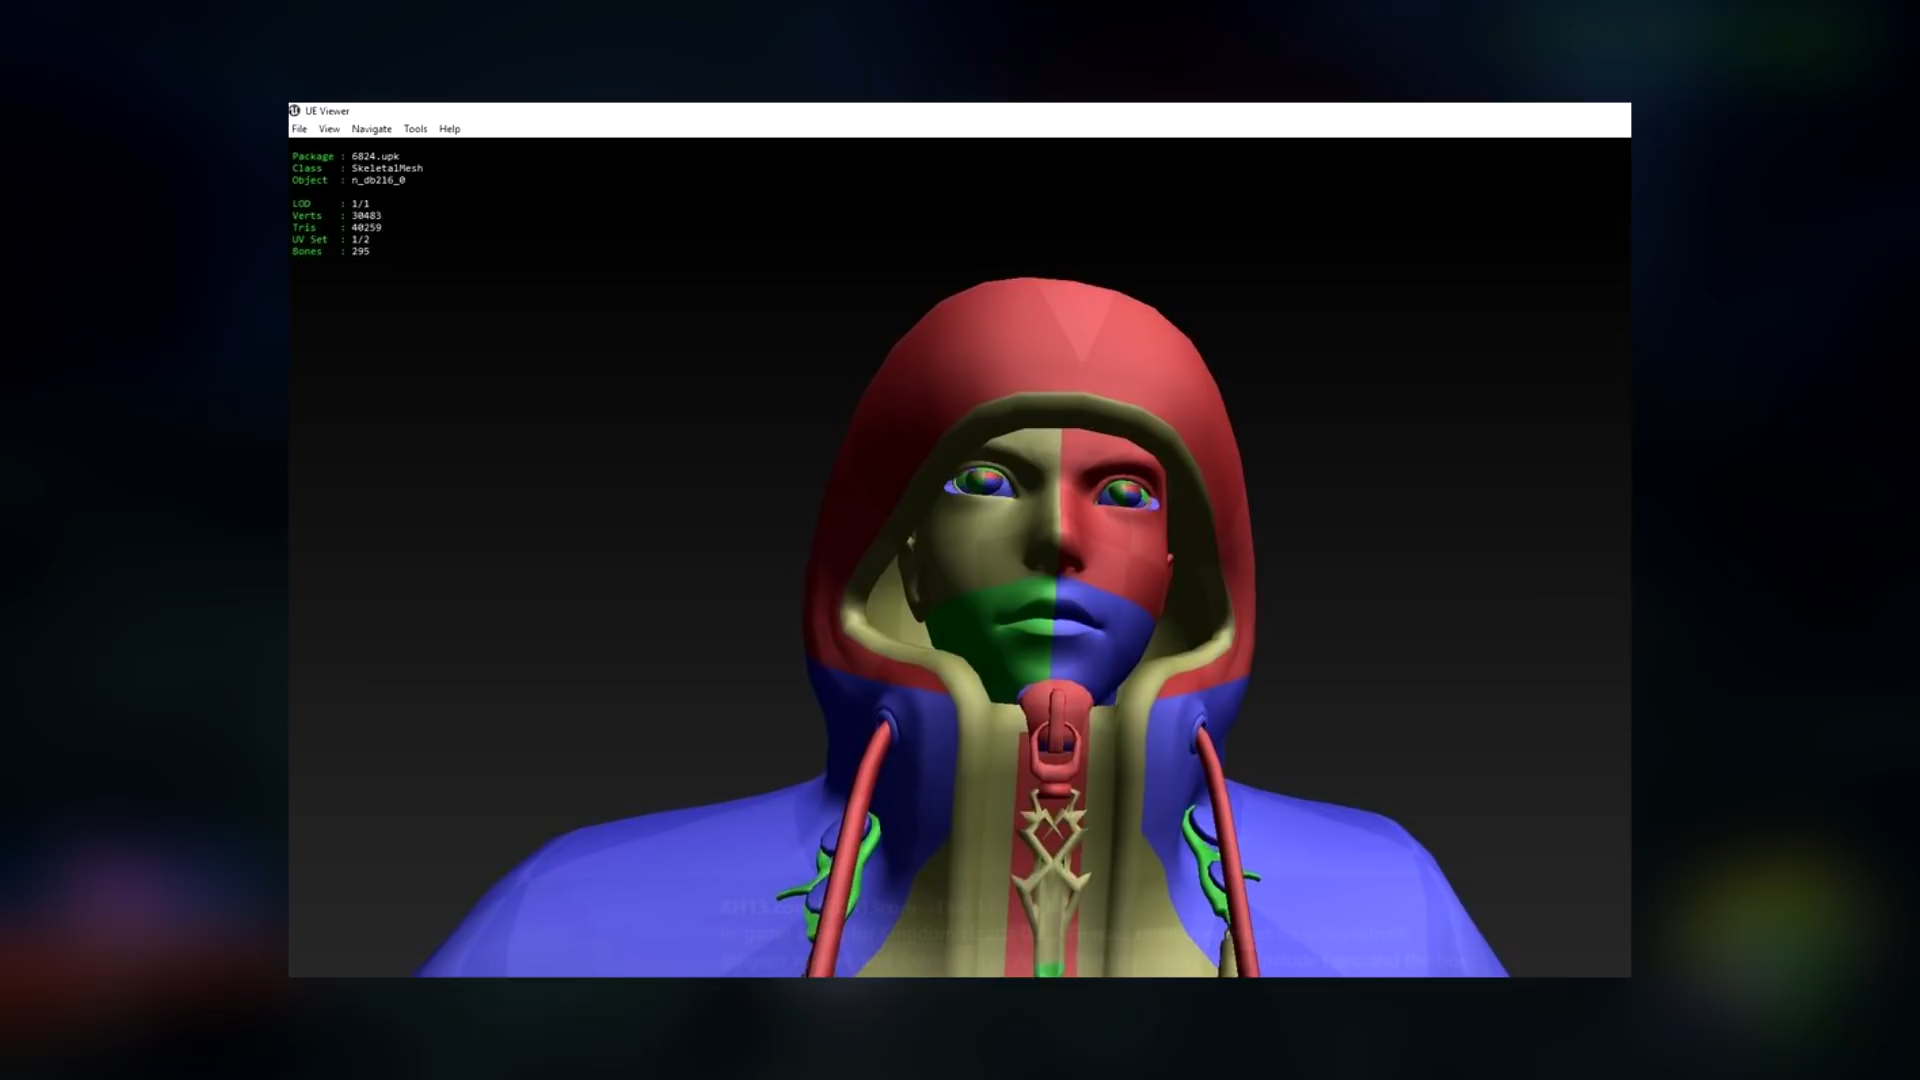 UE Viewer
File View Navigate Tools Help
Package : 6824.upk
Class : SkeletalMesh
Object : n_db216_0
LOD : 1/1
Verts : 30483
Tris : 40259
UV Set : 1/2
Bones : 295